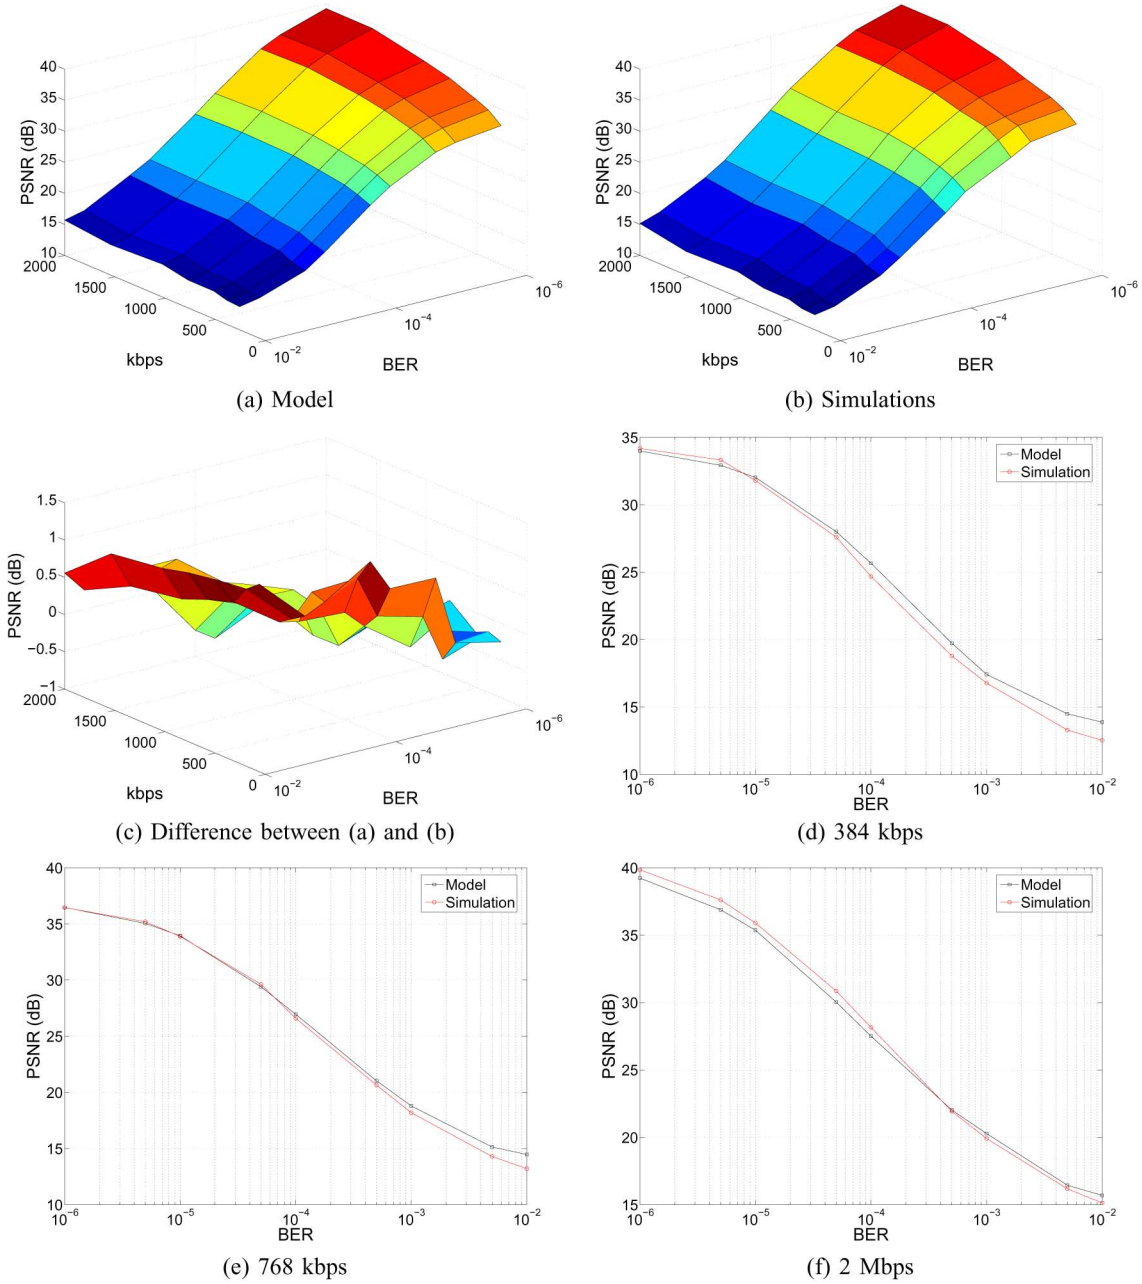 40
35
30
25
20
15
10
PSNR (dB)
2000
1500
1000
500
0
kbps
10−2
10−4
10−6
BER
(a) Model
40
35
30
25
20
15
10
PSNR (dB)
2000
1500
1000
500
0
kbps
10−2
10−4
10−6
BER
(b) Simulations
1.5
1
0.5
0
−0.5
−1
PSNR (dB)
2000
1500
1000
500
0
kbps
10−2
10−4
10−6
BER
(c) Difference between (a) and (b)
35
30
25
20
15
10
PSNR (dB)
Model
Simulation
10−6 10−5 10−4 10−3 10−2
BER
(d) 384 kbps
40
35
30
25
20
15
10
PSNR (dB)
Model
Simulation
10−6 10−5 10−4 10−3 10−2
BER
(e) 768 kbps
40
35
30
25
20
15
PSNR (dB)
Model
Simulation
10−6 10−5 10−4 10−3 10−2
BER
(f) 2 Mbps